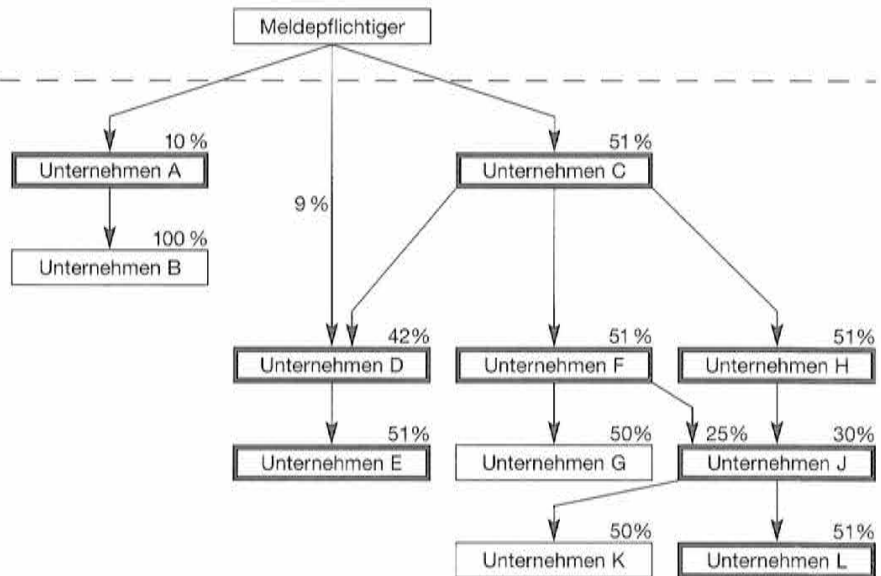 Meldepflichtiger
10 %
51 %
Unternehmen A
Unternehmen C
9 %
100 %
Unternehmen B
42%
51 %
51%
Unternehmen D
Unternehmen F
Unternehmen H
51%
50%
25%
30%
Unternehmen E
Unternehmen G
Unternehmen J
50%
51%
Unternehmen K
Unternehmen L